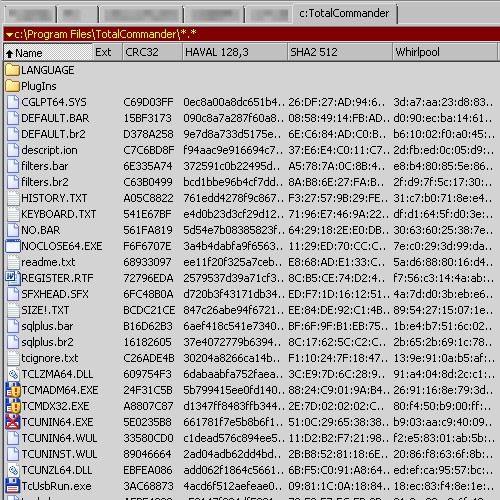 c:TotalCommander
c:\Program Files\TotalCommander\*.*
Name Ext CRC32 HAVAL 128,3 SHA2 512 Whirlpool
LANGUAGE
PlugIns
CGLPT64.SYS C69D03FF 0ec8a00a8dc651b4.. 26:DF:27:AD:94:6.. 3d:a7:aa:23:d8:83..
DEFAULT.BAR 15BF3173 090c8a7a287f60a8.. 08:58:49:14:FB:AD.. d0:90:ec:ba:14:61..
DEFAULT.br2 D378A258 9e7d8a733d5175e.. 6E:C6:84:AD:C0:B.. b6:10:02:f0:a0:45:..
descript.ion C7C6BD8F f94aac9e916694c7.. 37:E6:E4:C0:11:C7.. 2d:fb:ed:0c:05:d9:..
filters.bar 6E335A74 372591c0b22495d.. A5:78:7A:0C:8B:4.. e8:b4:80:85:5e:86..
filters.br2 C63B0499 bcd1bbe96b4cf7dd.. 8A:B8:6E:27:FA:B.. 2f:d9:7f:5c:17:30:..
HISTORY.TXT A05C8822 761edd4278f9c867.. F3:27:57:9B:29:FE.. 31:c7:b0:71:8e:e4..
KEYBOARD.TXT 541E67BF e4d0b23d3cf29d12.. 71:96:E7:46:9A:22.. df:d1:64:5f:d0:3e:..
NO.BAR 561FA819 5d54e7b08385823f.. 64:29:18:2E:E0:DB.. 30:63:60:25:38:7e..
NOCLOSE64.EXE F6F6707E 3a4b4dabfa9f6563.. 11:29:ED:70:CC:C.. 7e:c0:29:3d:99:da..
readme.txt 68933097 ee11f20f325a7ceb.. E8:68:AD:E1:33:C.. 5a:d6:88:80:16:d4..
REGISTER.RTF 72796EDA 2579537d39a71cf3.. 8C:B5:CE:74:D2:4.. f7:56:c3:14:4a:ab:..
SFXHEAD.SFX 6FC48B0A d720b3f43171db34.. ED:F7:1D:16:12:51.. 4a:7d:d0:3b:eb:e6..
SIZE!.TXT BCDC21CE 847c26abe94f6721.. EE:84:DE:92:C1:4B.. 89:54:27:15:07:1e..
sqlplus.bar B16D62B3 6aef418c541e7340.. BF:6F:9F:B1:EB:75.. 1b:e4:b7:51:6c:02..
sqlplus.br2 16182605 37e4072779b6394.. 8C:17:62:5C:C2:C.. 2b:65:2b:69:1c:78..
tcignore.txt C26ADE4B 30204a8266ca14b.. F1:10:24:7F:18:47.. 13:9e:91:0a:b5:af:..
TCLZMA64.DLL 609754F3 6dabaabfa752faea.. 3C:E9:7D:6C:28:9.. 91:a4:04:8d:2c:c1..
TCMADM64.EXE 24F31C5B 5b799415ee0fd140.. 88:24:C9:01:9A:B4.. 26:91:16:8e:79:3d..
TCMDX32.EXE A8807C87 d1347ff8483ffb344.. 2E:7D:02:02:02:C.. 80:f4:50:b9:00:ff:..
TCUNIN64.EXE 5E0235B8 661781f7e5b8b6f1.. 51:0C:29:65:38:38.. b9:03:aa:c9:40:09..
TCUNIN64.WUL 33580CD0 c1dead576c894ee5.. 11:D2:B2:F7:21:98.. f2:e5:83:01:ab:5b:..
TCUNINST.WUL 89046664 2ad04adb62dd4bd.. 2B:B8:52:81:18:6E.. 20:86:83:f4:8e:1e..
TCUNZL64.DLL EBFEA086 add062f1864c5661.. 6B:F5:C0:91:A8:64.. ed:ef:ca:95:57:bc..
TcUsbRun.exe 3AC68873 4acd6f512aefeae0.. 09:81:1C:0A:18:84.. 18:ec:63:6f:8e:1b..